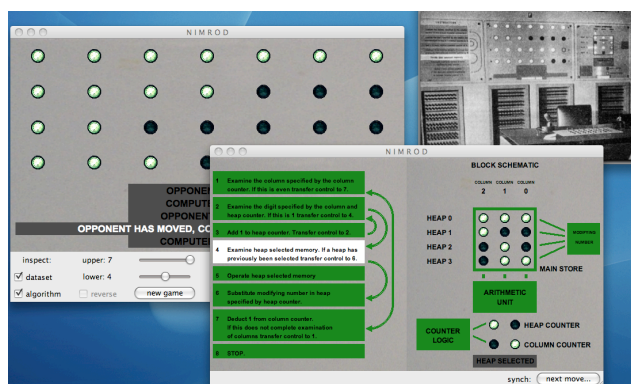 NIMROD
OPPONEN
COMPUT
OPPONEN
OPPONENT HAS MOVED, CO
COMPUTE
inspect:
upper: 7
dataset
lower: 4
algorithm
reverse
new game
NIMROD
1 Examine the column specified by the column
counter. If this is even transfer control to 7.
2 Examine the digit specified by the column and
heap counter. If this is 1 transfer control to 4.
3 Add 1 to heap counter. Transfer control to 2.
4 Examine heap selected memory. If a heap has
previously been selected transfer control to 6.
5 Operate heap selected memory
6 Substitute modifying number in heap
specified by heap counter.
7 Deduct 1 from column counter.
If this does not complete examination
of columns transfer control to 1.
8 STOP.
BLOCK SCHEMATIC
COLUMN COLUMN COLUMN
2 1 0
HEAP 0
HEAP 1
HEAP 2
HEAP 3
MODIFYING
NUMBER
MAIN STORE
ARITHMETIC
UNIT
COUNTER
LOGIC
HEAP COUNTER
COLUMN COUNTER
HEAP SELECTED
synch:
next move...